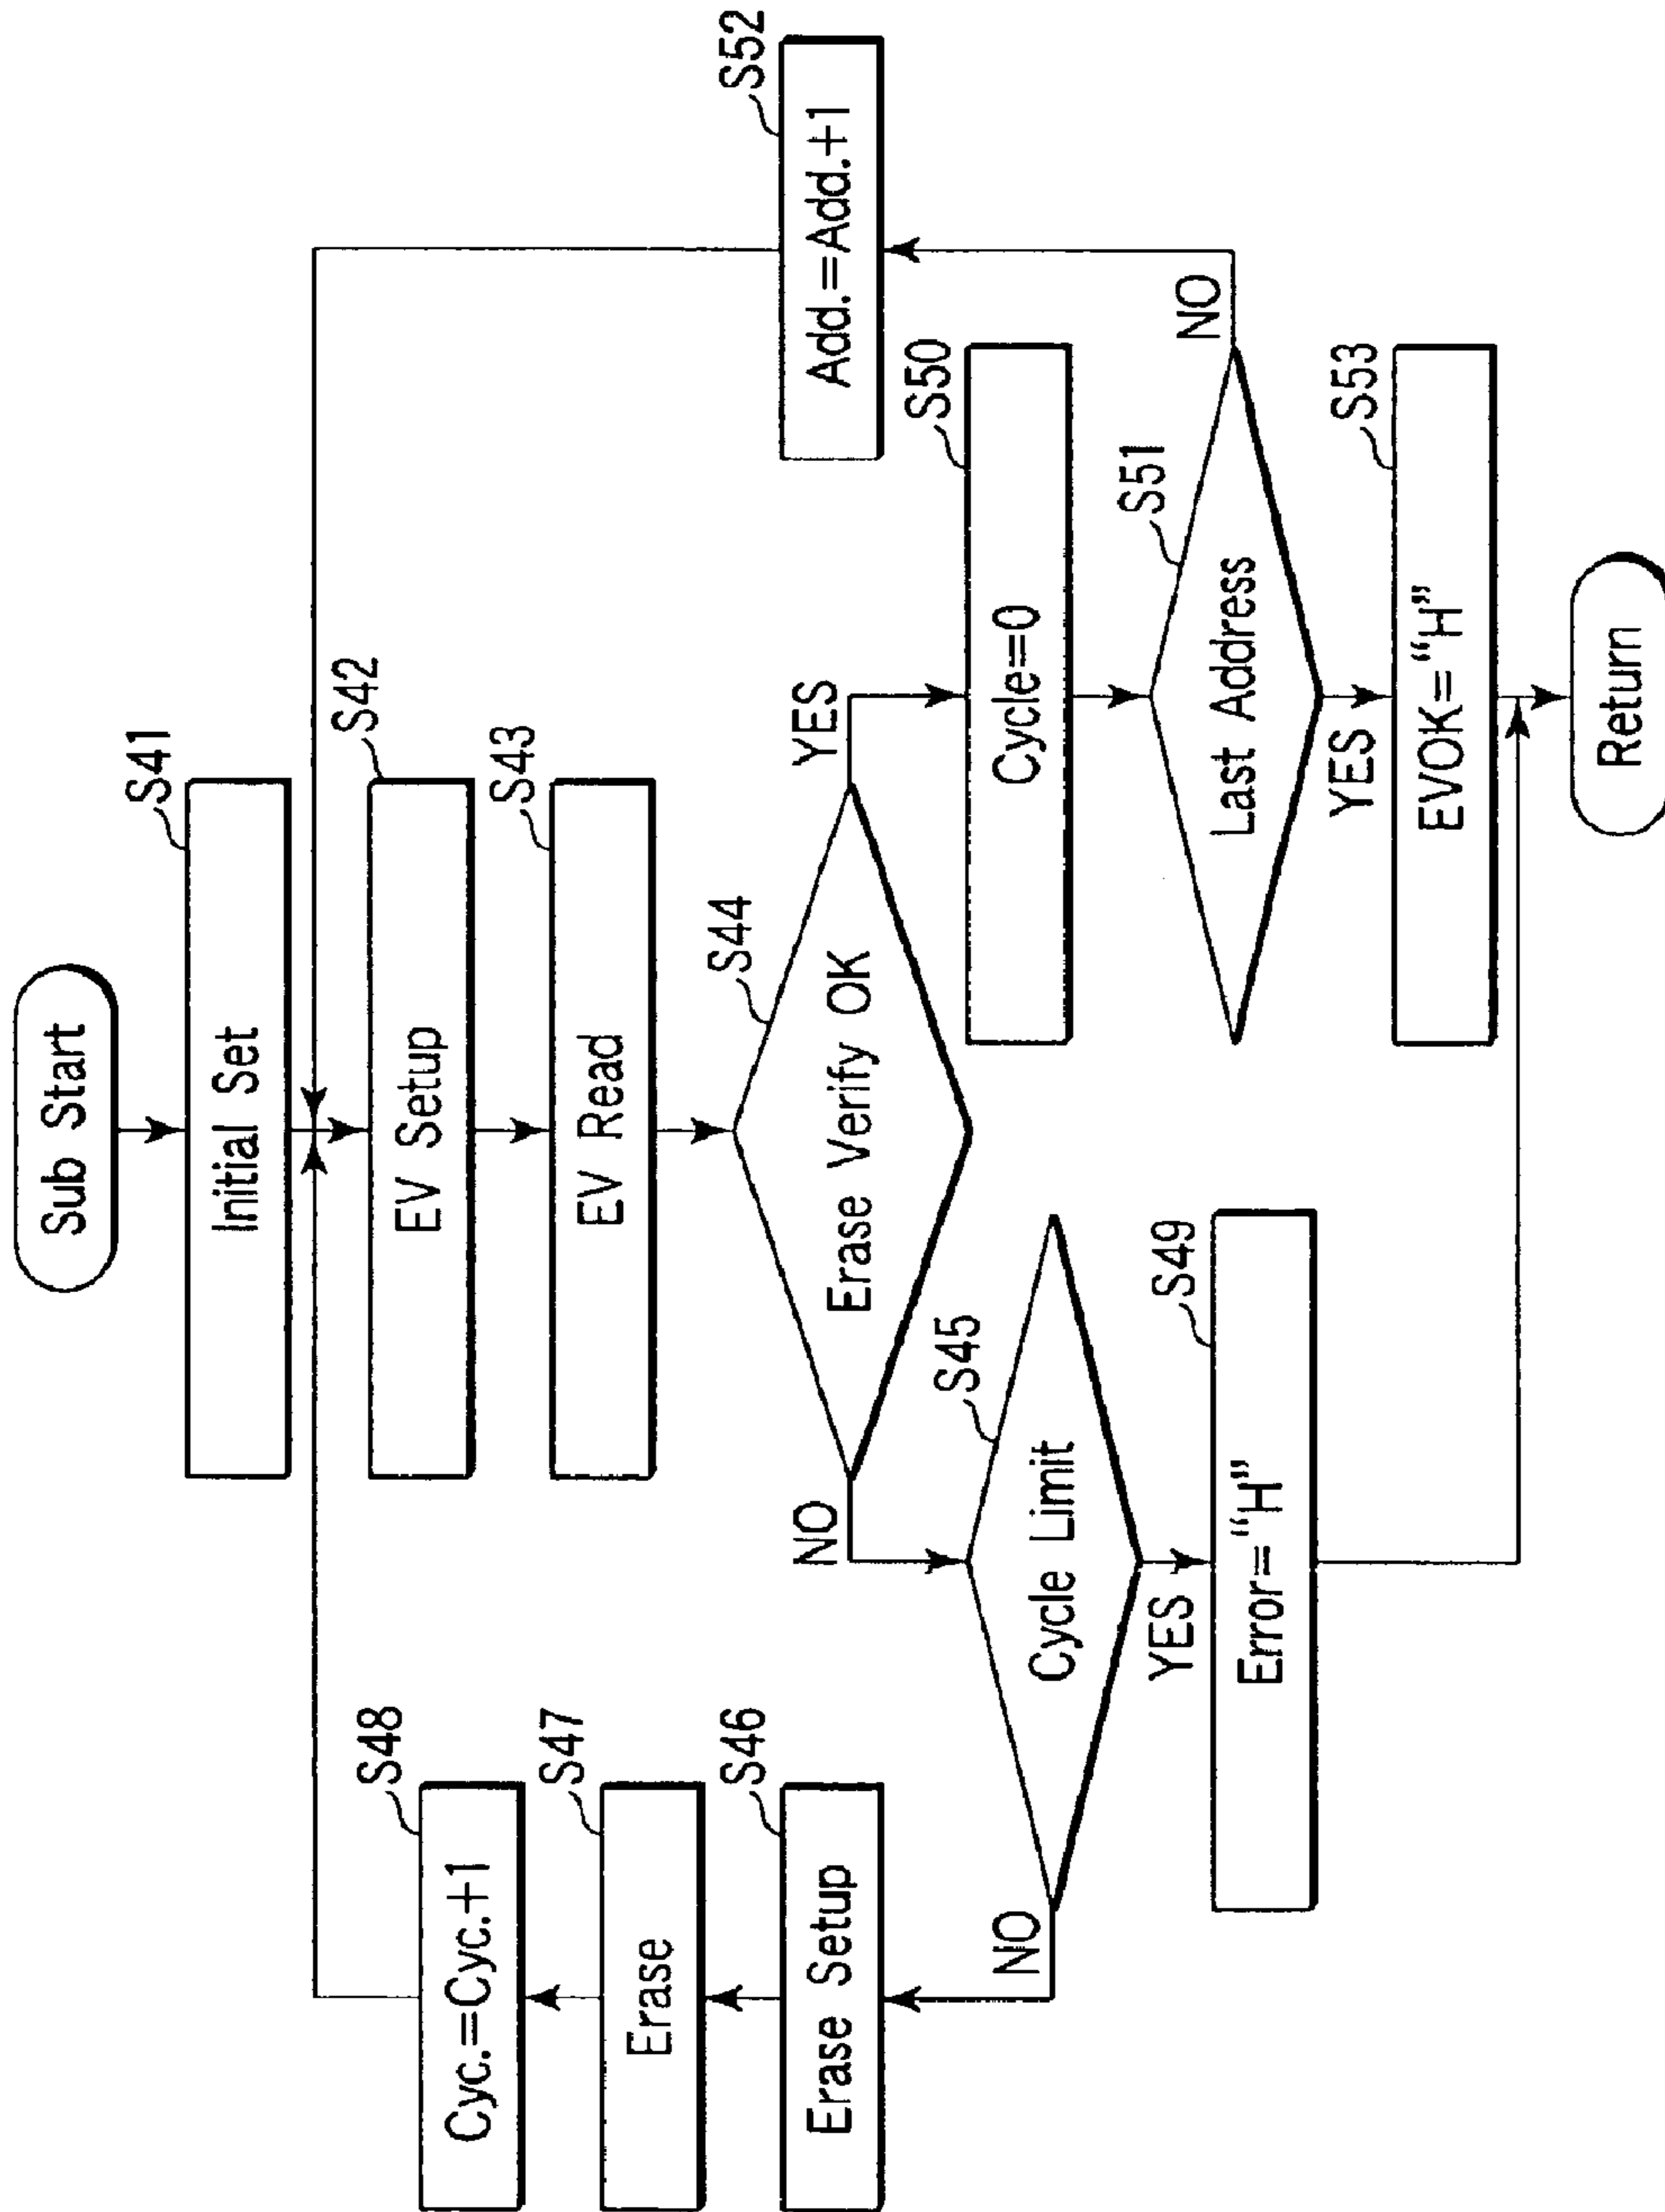 Sub Start
S41
Initial Set
S42
EV Setup
S43
EV Read
S44
Erase Verify OK
NO
YES
S45
Cycle Limit
NO
YES
S46
Erase Setup
S47
Erase
S48
Cyc.=Cyc.+1
S49
Error=“H”
S50
Cycle=0
S51
Last Address
NO
YES
S52
Add.=Add.+1
S53
EVOK=“H”
Return